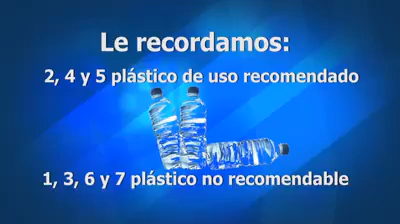 Le recordamos:
2, 4 y 5 plástico de uso recomendado
1, 3, 6 y 7 plástico no recomendable